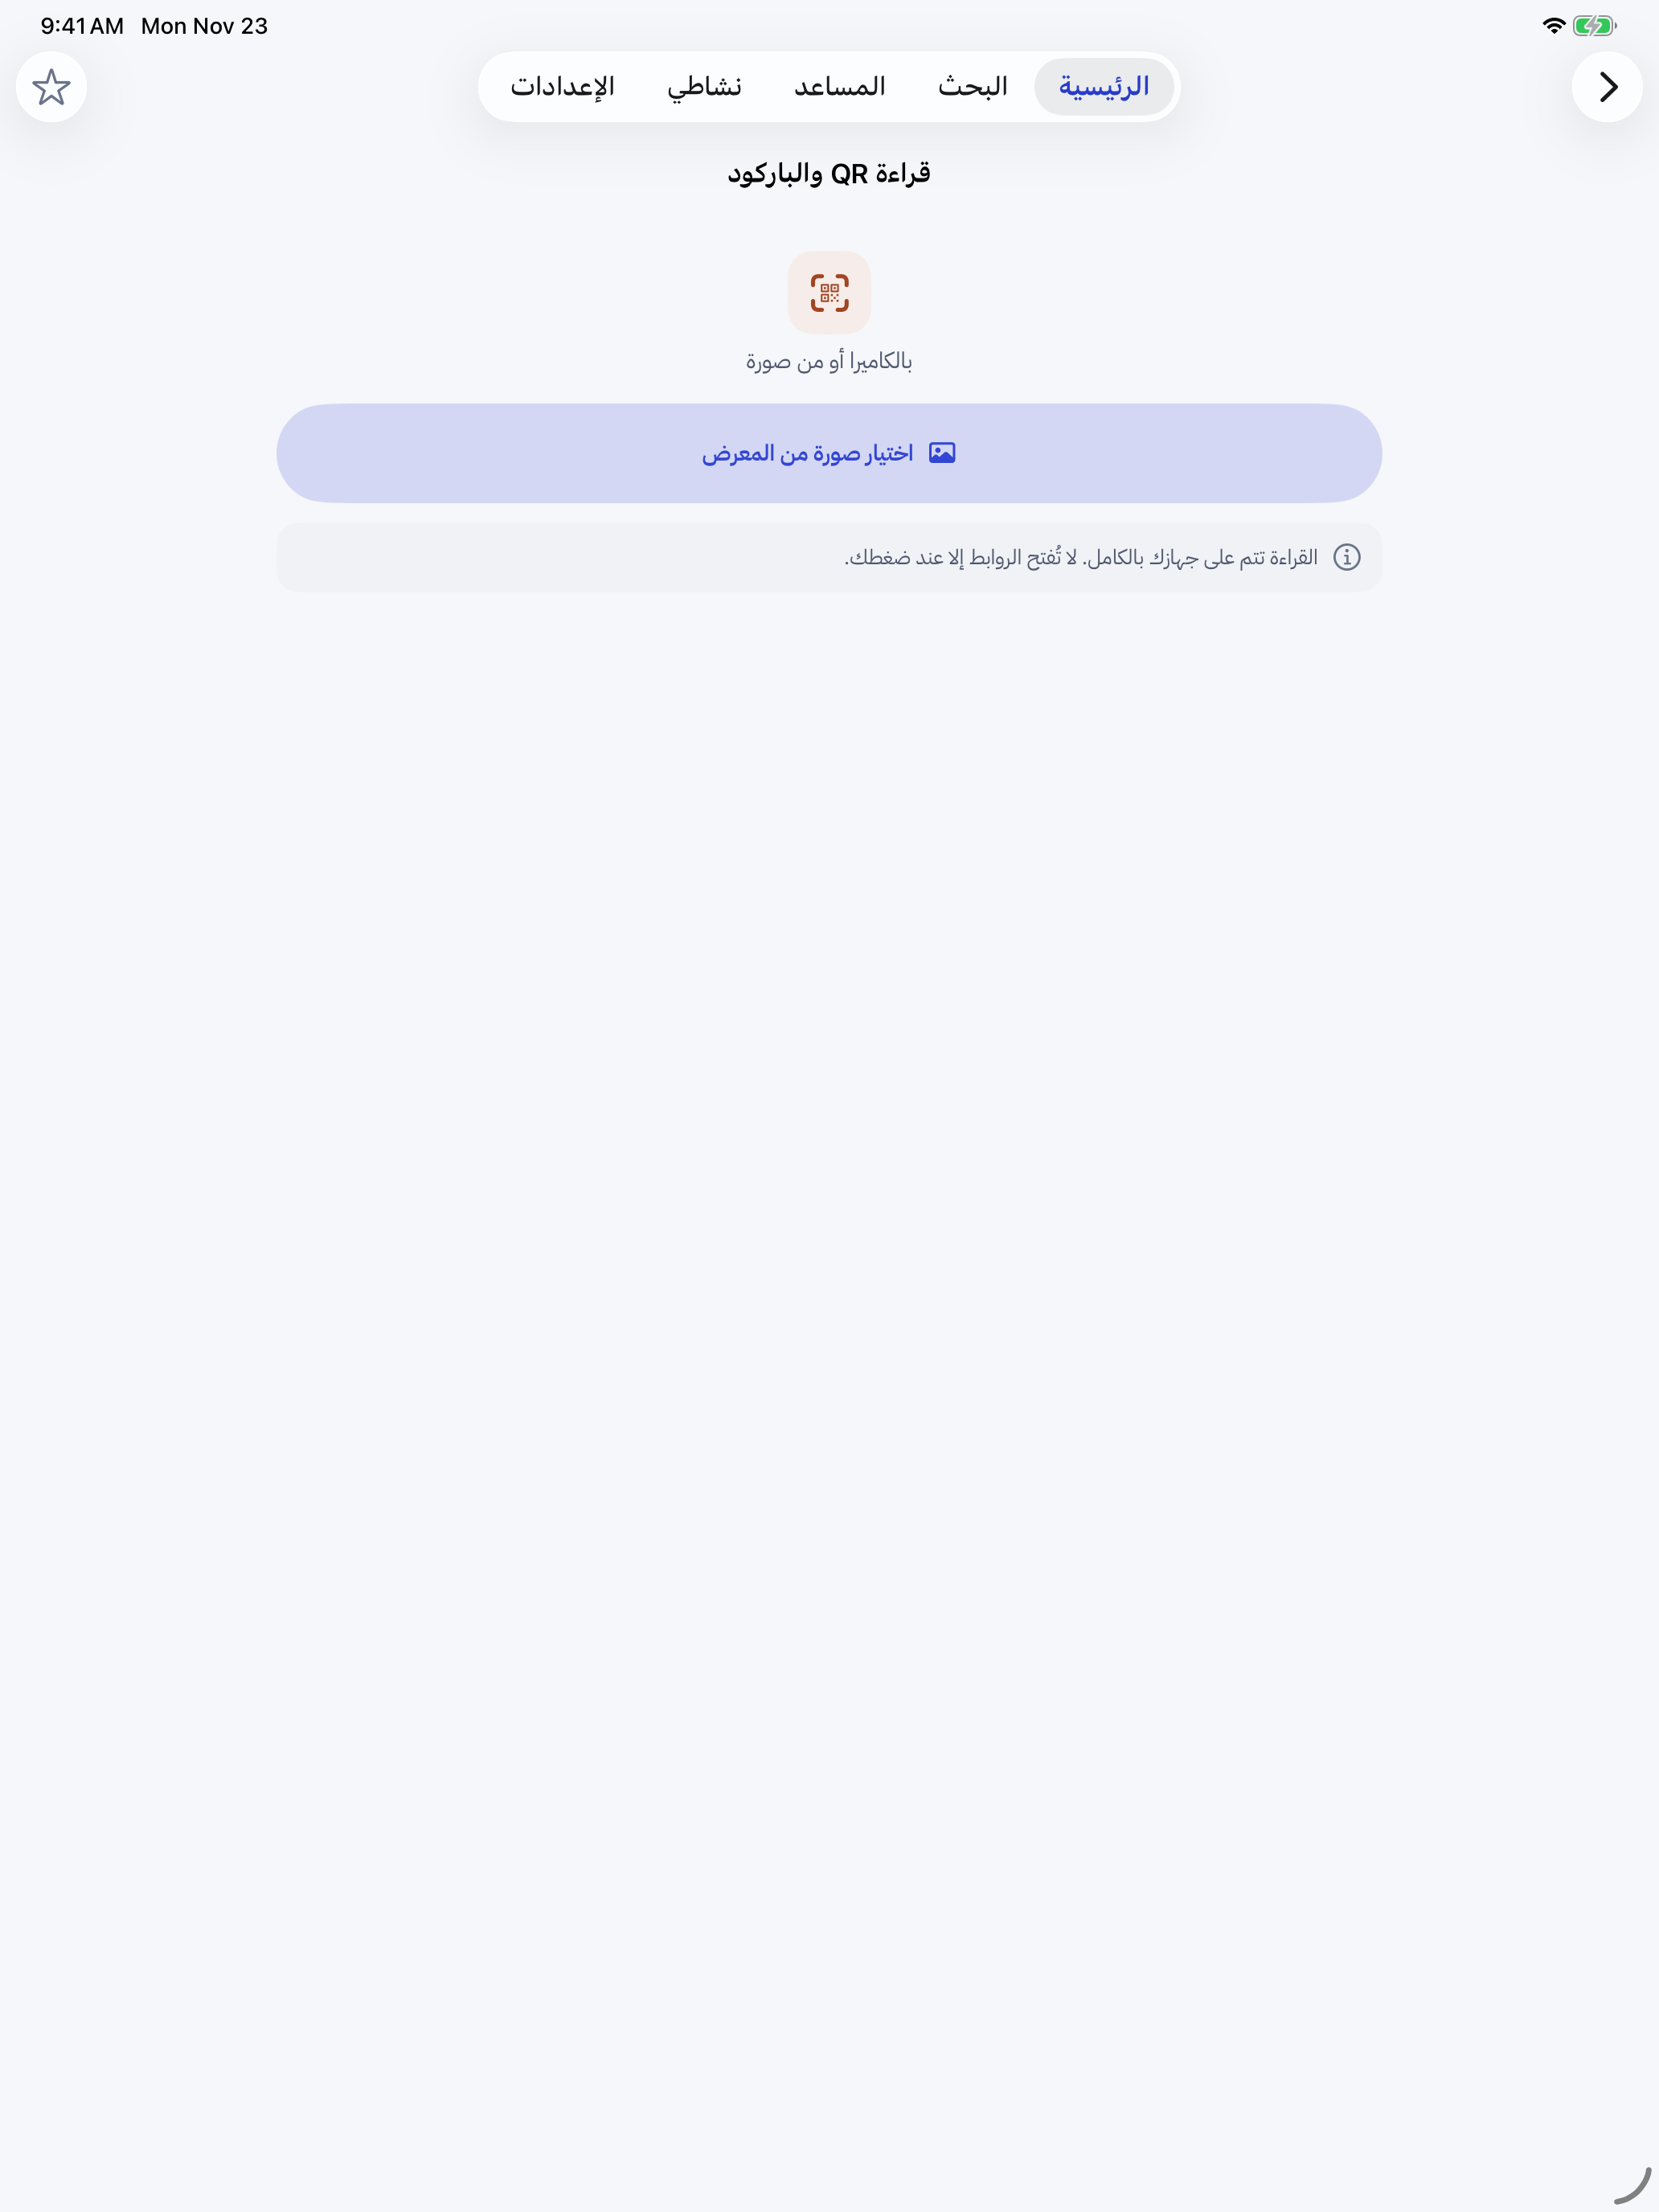 9:41 AM Mon Nov 23
الرئيسية البحث المساعد نشاطي الإعدادات
قراءة QR والباركود
بالكاميرا أو من صورة
اختيار صورة من المعرض
القراءة تتم على جهازك بالكامل. لا تُفتح الروابط إلا عند ضغطك.